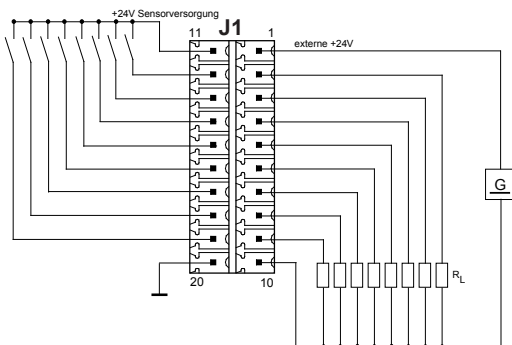 +24V Sensorversorgung
J1
11 1
externe +24V
G
20 10
RL